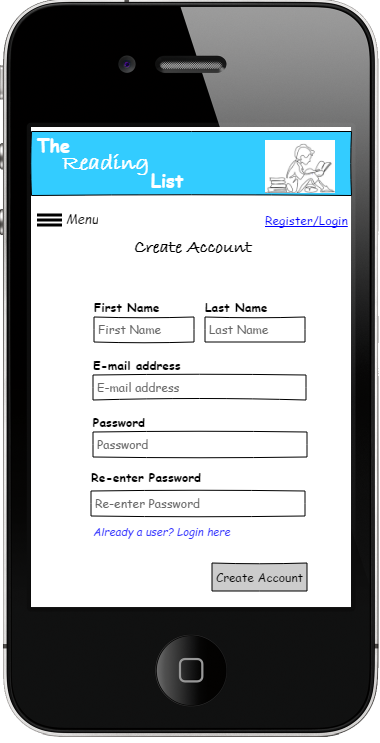 The
Reading
List
Menu
Register/Login
Create Account
First Name Last Name
First Name Last Name
E-mail address
E-mail address
Password
Password
Re-enter Password
Re-enter Password
Already a user? Login here
Create Account